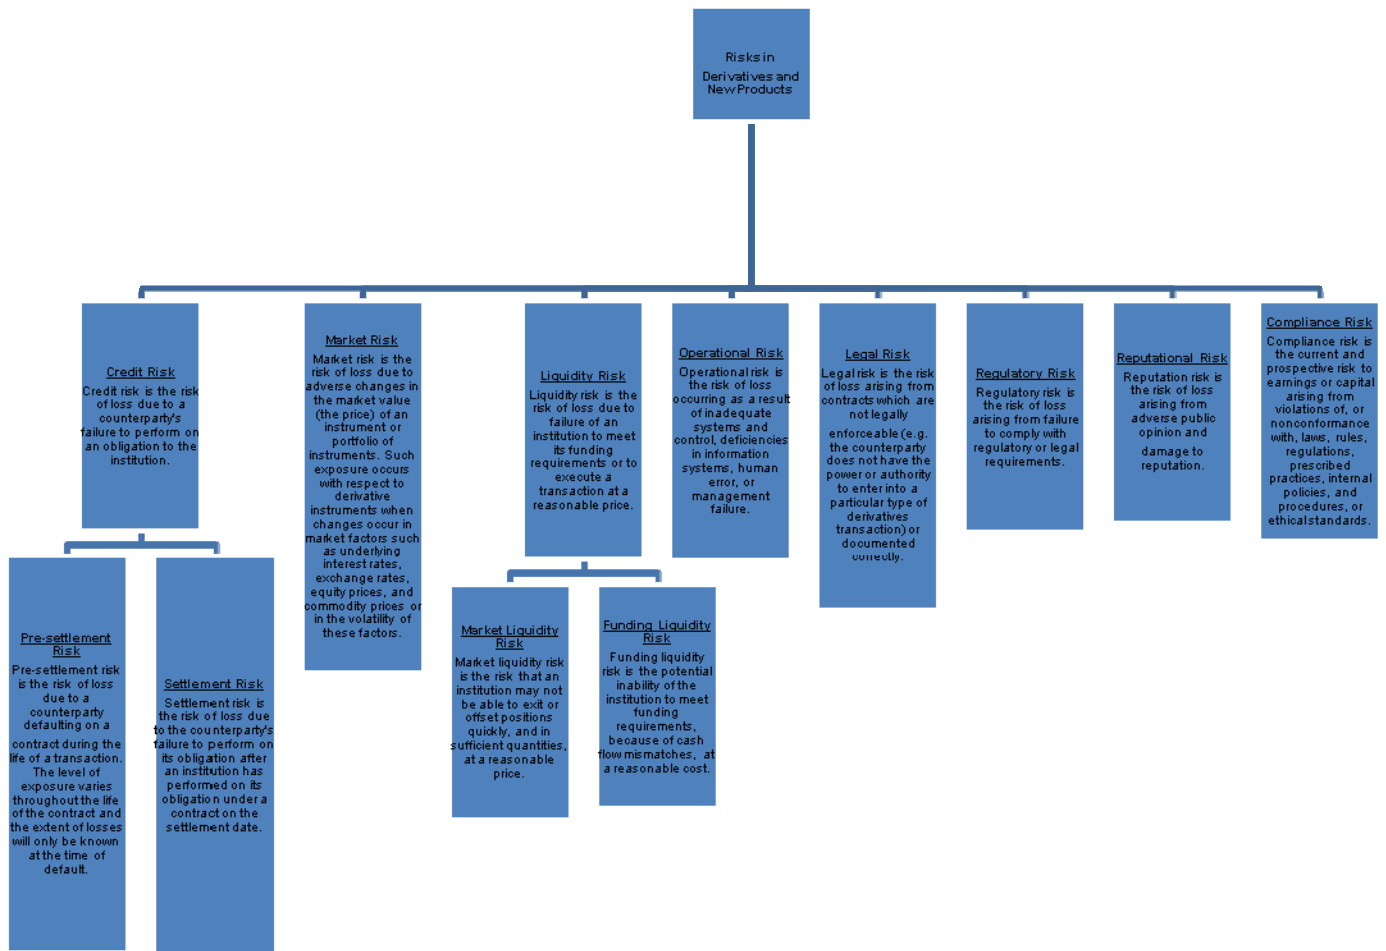 Risks in
Derivatives and
New Products
Credit Risk
Credit risk is the risk
of loss due to a
counterparty's
failure to perform on
an obligation to the
institution.
Pre-settlement
Risk
Pre-settlement risk
is the risk of loss
due to a
counterparty
defaulting on a
contract during the
life of a transaction.
The level of
exposure varies
throughout the life
of the contract and
the extent of losses
will only be known
at the time of
default.
Settlement Risk
Settlement risk is
the risk of loss due
to the counterparty's
failure to perform on
its obligation after
an institution has
performed on its
obligation under a
contract on the
settlement date.
Market Risk
Market risk is the
risk of loss due to
adverse changes in
the market value
(the price) of an
instrument or
portfolio of
instruments. Such
exposure occurs
with respect to
derivative
instruments when
changes occur in
market factors such
as underlying
interest rates,
exchange rates,
equity prices, and
commodity prices or
in the volatility of
these factors.
Liquidity Risk
Liquidity risk is the
risk of loss due to
failure of an
institution to meet
its funding
requirements or to
execute a
transaction at a
reasonable price.
Market Liquidity
Risk
Market liquidity risk
is the risk that an
institution may not
be able to exit or
offset positions
quickly, and in
sufficient quantities,
at a reasonable
price.
Funding Liquidity
Risk
Funding liquidity
risk is the potential
inability of the
institution to meet
funding
requirements,
because of cash
flow mismatches, at
a reasonable cost.
Operational Risk
Operational risk is
the risk of loss
occurring as a result
of inadequate
systems and
control, deficiencies
in information
systems, human
error, or
management
failure.
Legal Risk
Legal risk is the risk
of loss arising from
contracts which are
not legally
enforceable (e.g.
the counterparty
does not have the
power or authority
to enter into a
particular type of
derivatives
transaction) or
documented
correctly.
Regulatory Risk
Regulatory risk is
the risk of loss
arising from failure
to comply with
regulatory or legal
requirements.
Reputational Risk
Reputation risk is
the risk of loss
arising from
adverse public
opinion and
damage to
reputation.
Compliance Risk
Compliance risk is
the current and
prospective risk to
earnings or capital
arising from
violations of, or
nonconformance
with, laws, rules,
regulations,
prescribed
practices, internal
policies, and
procedures, or
ethical standards.